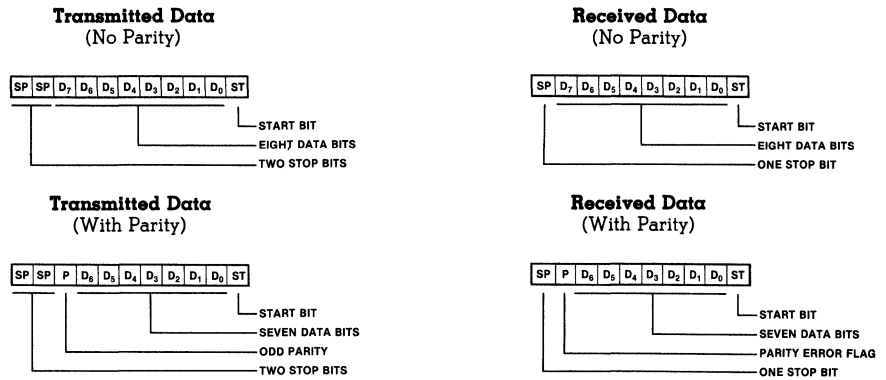 Transmitted Data
(No Parity)
SP SP D₇ D₆ D₅ D₄ D₃ D₂ D₁ D₀ ST
START BIT
EIGHT DATA BITS
TWO STOP BITS
Received Data
(No Parity)
SP D₇ D₆ D₅ D₄ D₃ D₂ D₁ D₀ ST
START BIT
EIGHT DATA BITS
ONE STOP BIT
Transmitted Data
(With Parity)
SP SP P D₆ D₅ D₄ D₃ D₂ D₁ D₀ ST
START BIT
SEVEN DATA BITS
ODD PARITY
TWO STOP BITS
Received Data
(With Parity)
SP P D₆ D₅ D₄ D₃ D₂ D₁ D₀ ST
START BIT
SEVEN DATA BITS
PARITY ERROR FLAG
ONE STOP BIT